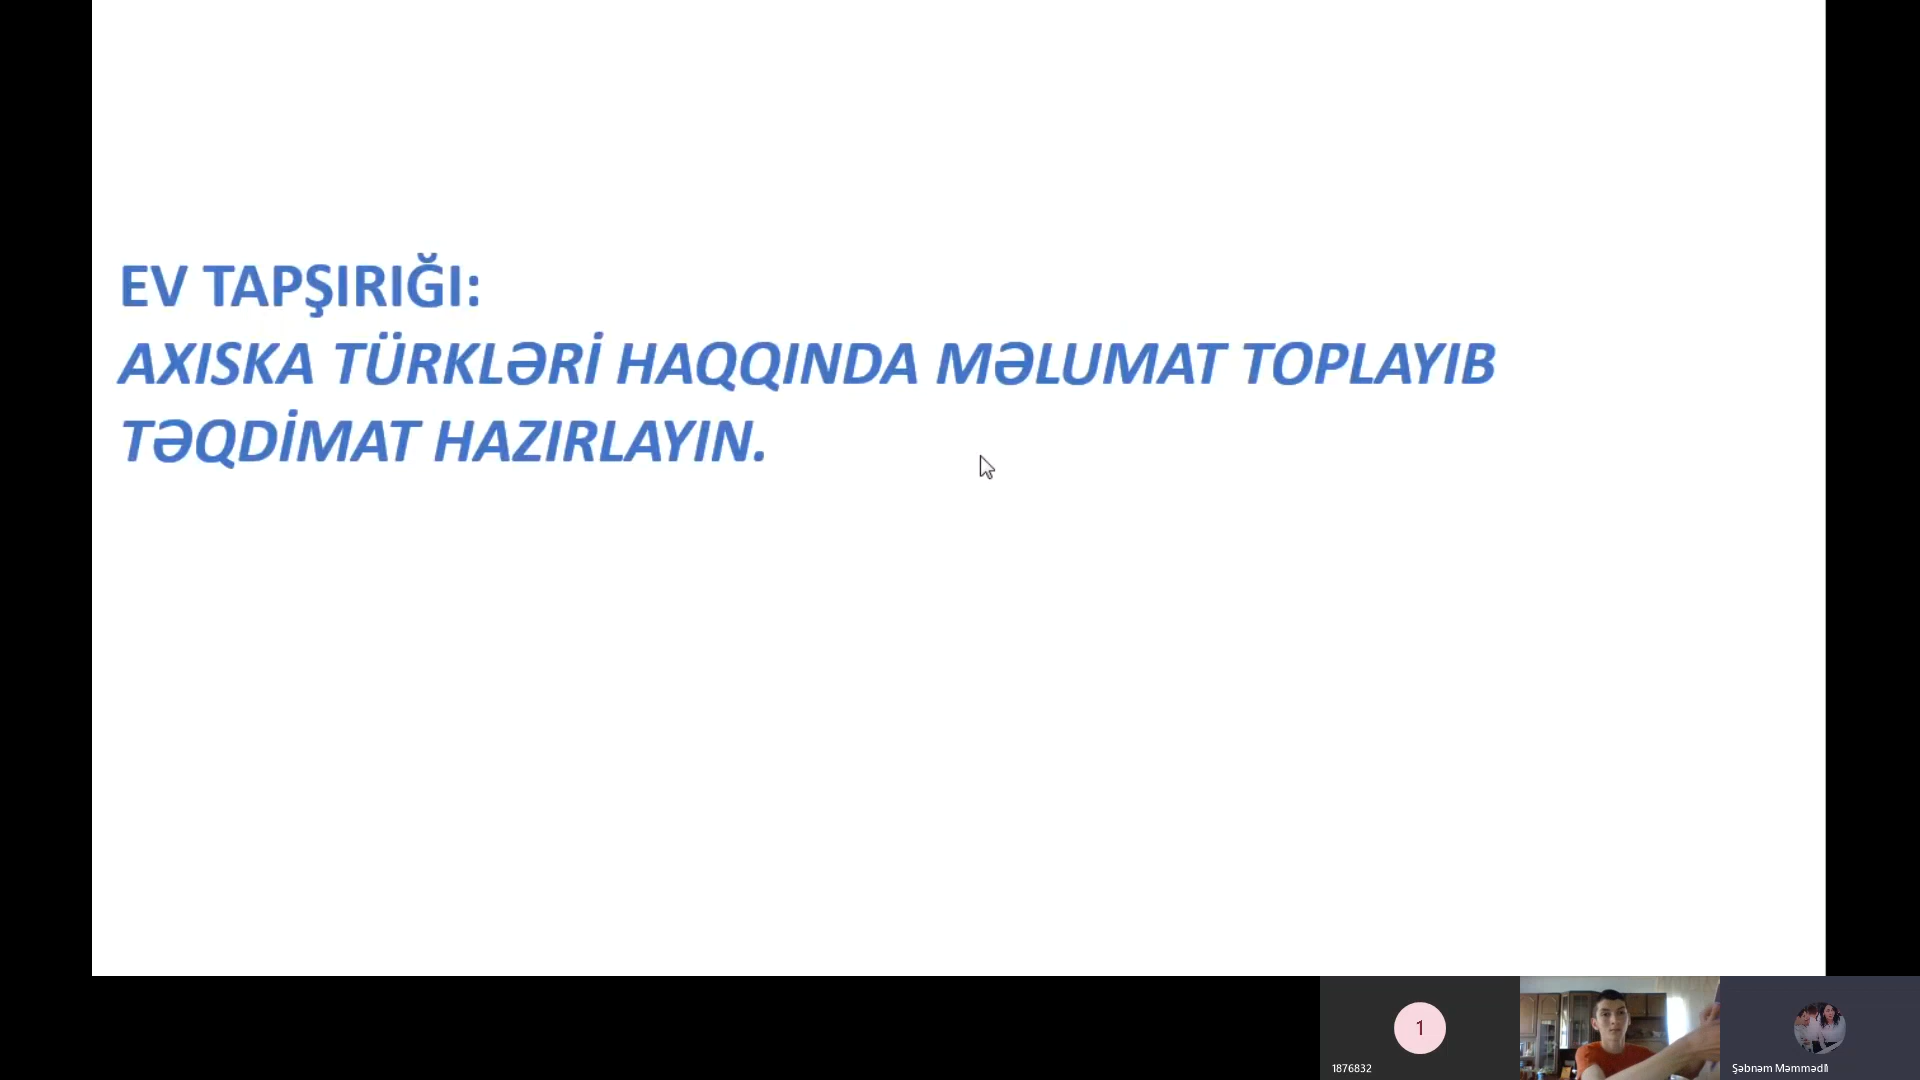 EV TAPŞIRIĞI:
AXISKA TÜRKLƏRİ HAQQINDA MƏLUMAT TOPLAYIB
TƏQDİMAT HAZIRLAYIN.
1
1876832
Şəbnəm Məmmədli